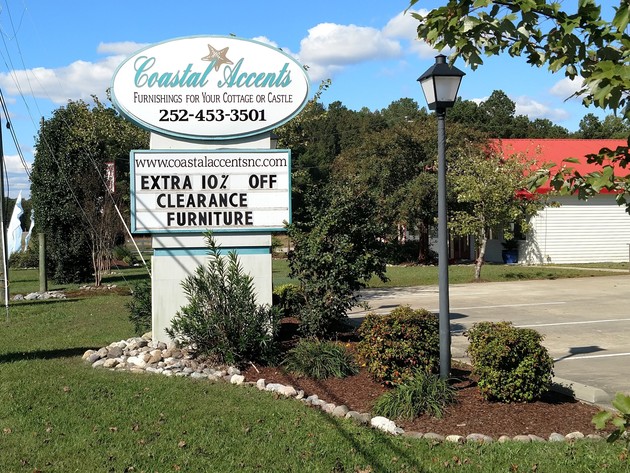 Coastal Accents
Furnishings for Your Cottage or Castle
252-453-3501
www.coastalaccentsnc.com
EXTRA 10% OFF
CLEARANCE
FURNITURE